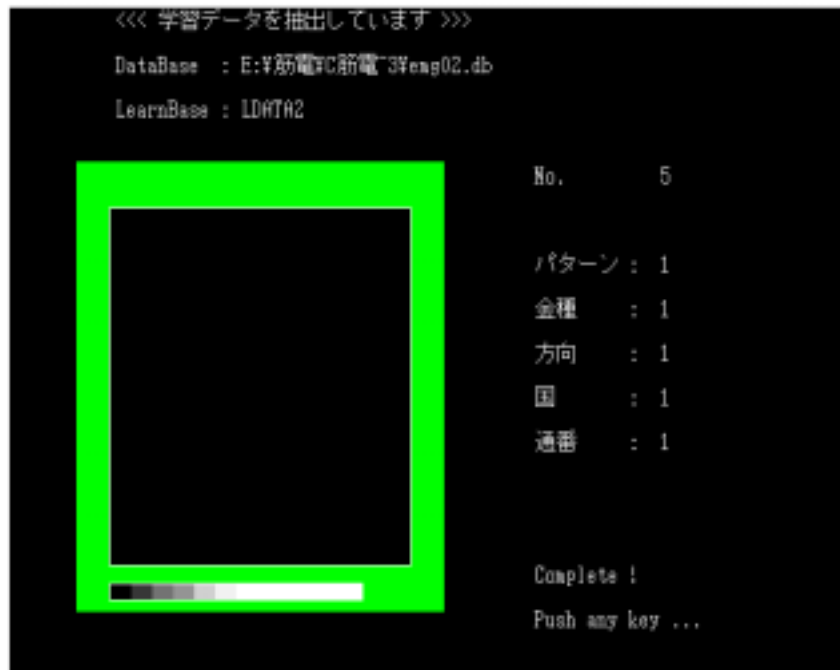 <<< 学習データを抽出しています >>>
DataBase : E:¥筋電¥C筋電~3¥emg02.db
LearnBase : LDATA2
No. 5
パターン : 1
金種 : 1
方向 : 1
国 : 1
通番 : 1
Complete !
Push any key ...